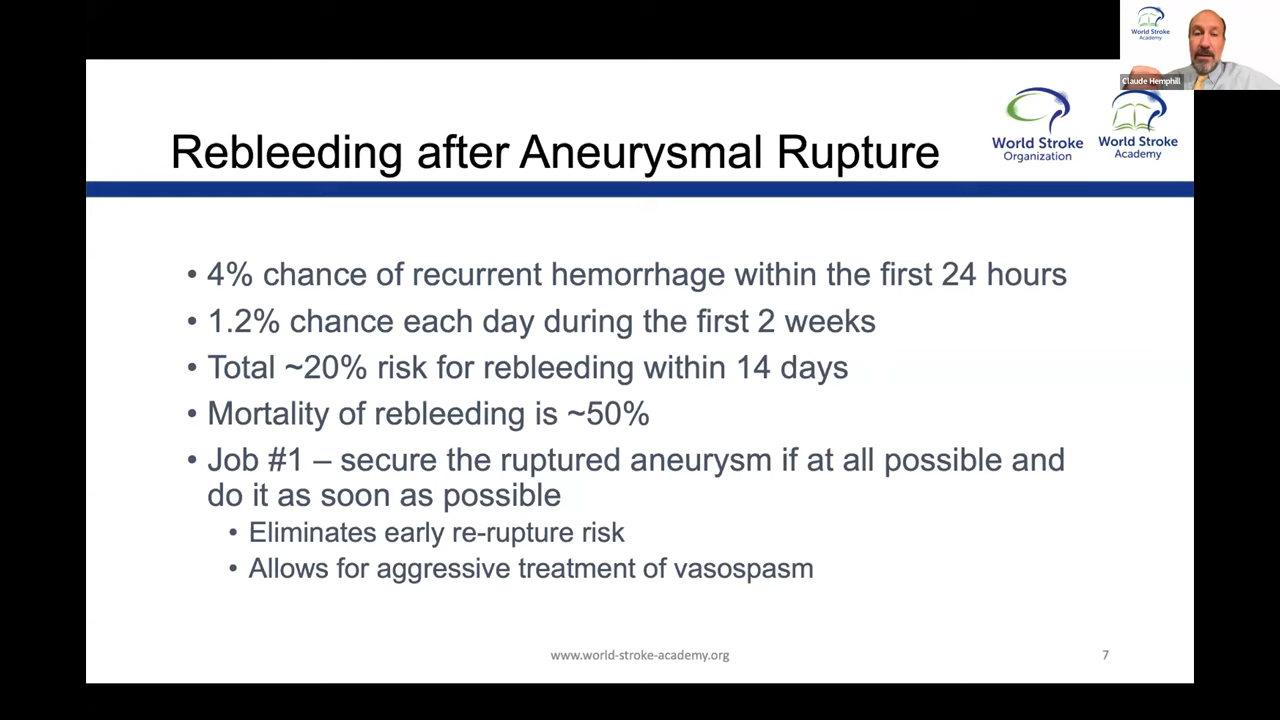 World Stroke
Academy
Claude Hemphill
World Stroke
Organization
World Stroke
Academy
Rebleeding after Aneurysmal Rupture
• 4% chance of recurrent hemorrhage within the first 24 hours
• 1.2% chance each day during the first 2 weeks
• Total ~20% risk for rebleeding within 14 days
• Mortality of rebleeding is ~50%
• Job #1 – secure the ruptured aneurysm if at all possible and
do it as soon as possible
• Eliminates early re-rupture risk
• Allows for aggressive treatment of vasospasm
www.world-stroke-academy.org
7